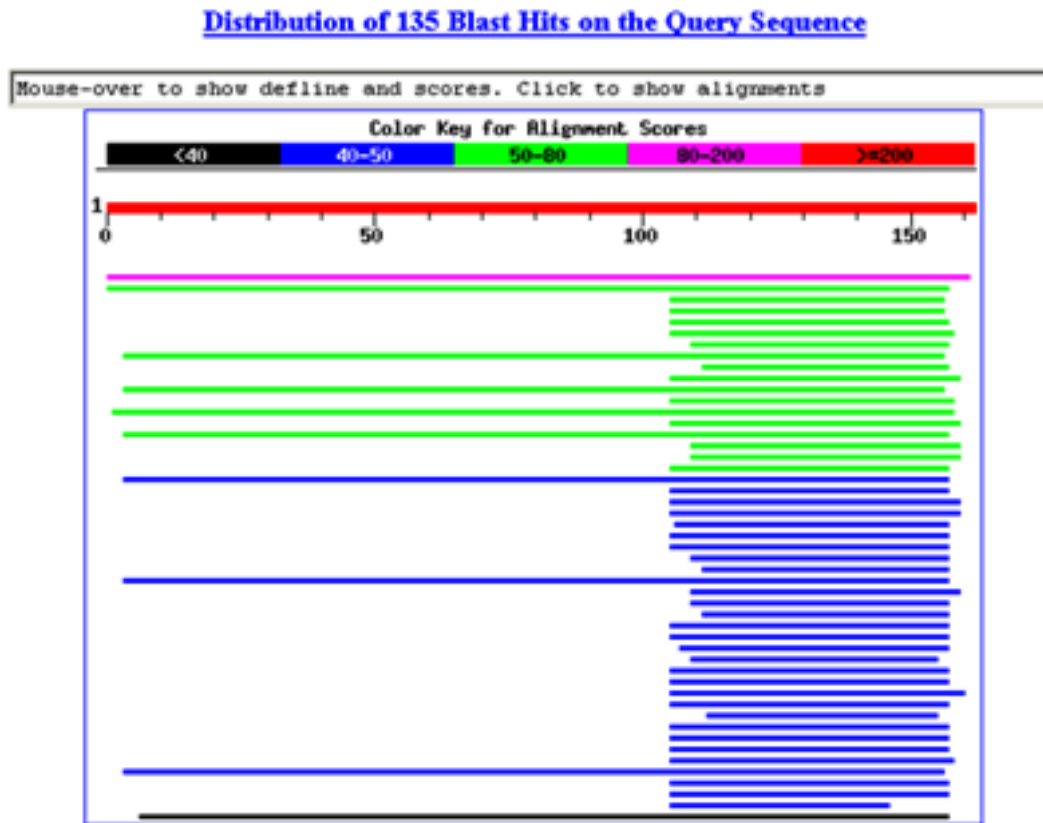 Distribution of 135 Blast Hits on the Query Sequence
Mouse-over to show defline and scores. Click to show alignments
Color Key for Alignment Scores
<40 40-50 50-80 80-200 >=200
1
0 50 100 150